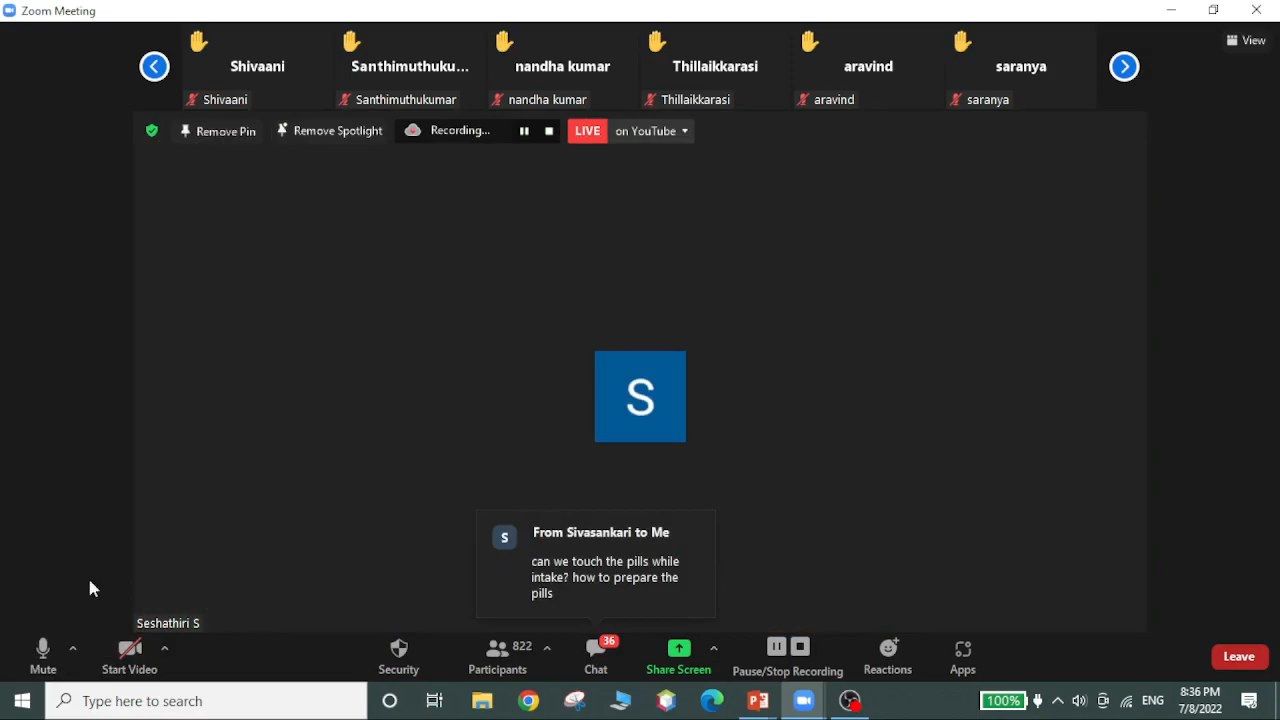 Zoom Meeting
View
Shivaani
Santhimuthuku...
nandha kumar
Thillaikkarasi
aravind
saranya
Shivaani
Santhimuthukumar
nandha kumar
Thillaikkarasi
aravind
saranya
Remove Pin
Remove Spotlight
Recording...
LIVE
on YouTube
S
From Sivasankari to Me
S
can we touch the pills while
intake? how to prepare the
pills
Seshathiri S
Mute
Start Video
Security
822
Participants
36
Chat
Share Screen
Pause/Stop Recording
Reactions
Apps
Leave
Type here to search
100%
ENG
8:36 PM
7/8/2022